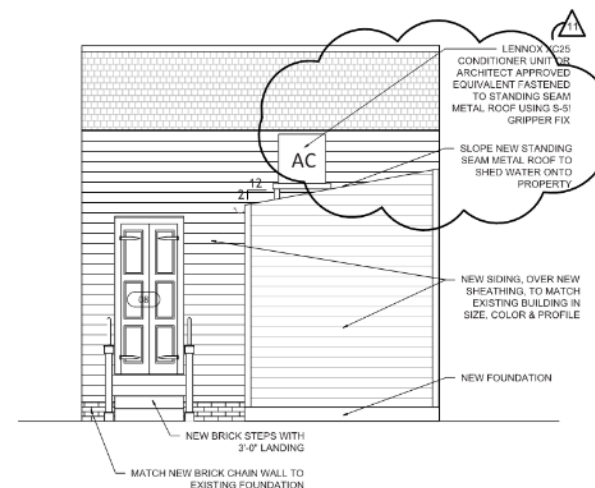 11
LENNOX XC25
CONDITIONER UNIT OR
ARCHITECT APPROVED
EQUIVALENT FASTENED
TO STANDING SEAM
METAL ROOF USING S-5!
GRIPPER FIX
AC
SLOPE NEW STANDING
SEAM METAL ROOF TO
SHED WATER ONTO
PROPERTY
12
2
08
NEW SIDING, OVER NEW
SHEATHING, TO MATCH
EXISTING BUILDING IN
SIZE, COLOR & PROFILE
NEW FOUNDATION
NEW BRICK STEPS WITH
3'-0" LANDING
MATCH NEW BRICK CHAIN WALL TO
EXISTING FOUNDATION